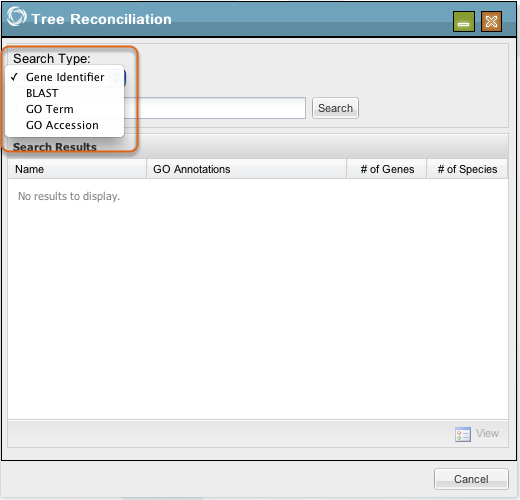 Tree Reconciliation
Search Type:
✓ Gene Identifier
BLAST
GO Term
GO Accession
Search
Search Results
Name GO Annotations # of Genes # of Species
No results to display.
View
Cancel